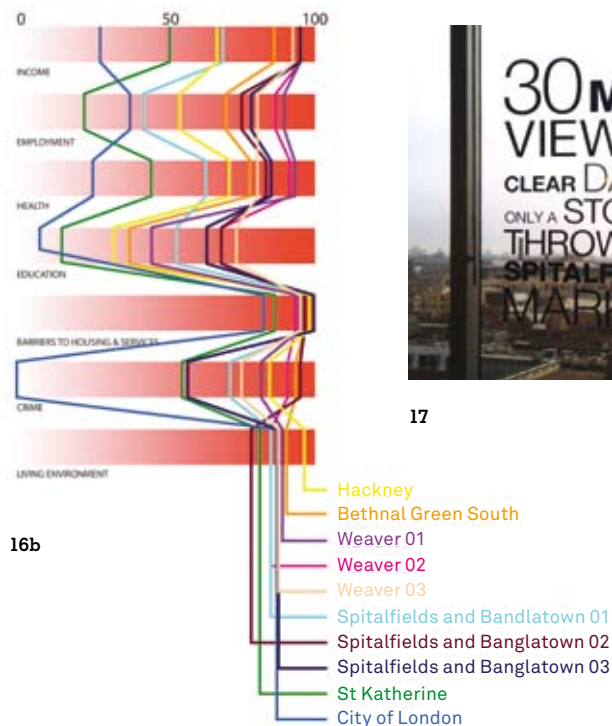 0 50 100
INCOME
EMPLOYMENT
HEALTH
EDUCATION
BARRIERS TO HOUSING & SERVICES
CRIME
LIVING ENVIRONMENT
16b
30
VIEW
CLEAR
ONLY A STO
THROW
SPITALF
MAR
17
Hackney
Bethnal Green South
Weaver 01
Weaver 02
Weaver 03
Spitalfields and Bandlatown 01
Spitalfields and Banglatown 02
Spitalfields and Banglatown 03
St Katherine
City of London